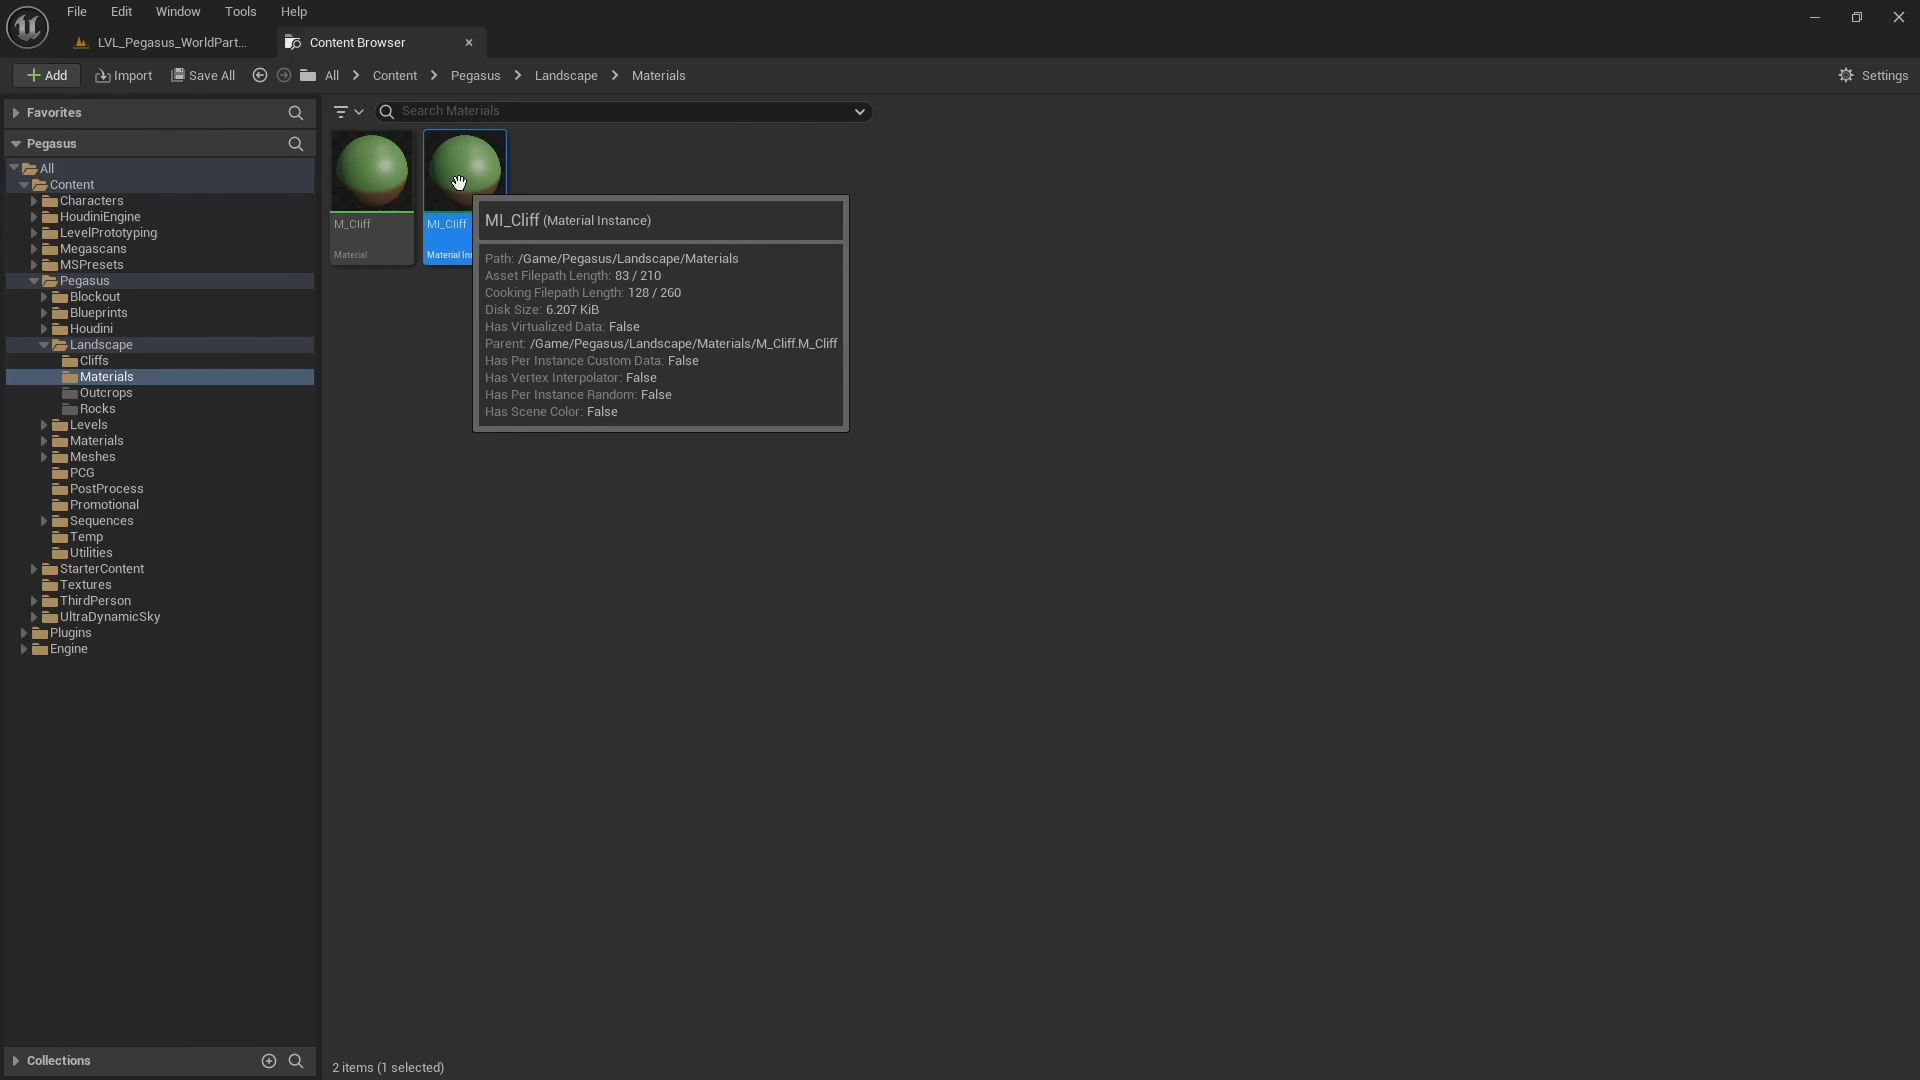 File Edit Window Tools Help
LVL_Pegasus_WorldPart...
Content Browser
Add
Import
Save All
All
Content
Pegasus
Landscape
Materials
Settings
Favorites
Search Materials
Pegasus
All
Content
Characters
HoudiniEngine
LevelPrototyping
Megascans
MSPresets
Pegasus
Blockout
Blueprints
Houdini
Landscape
Cliffs
Materials
Outcrops
Rocks
Levels
Materials
Meshes
PCG
PostProcess
Promotional
Sequences
Temp
Utilities
StarterContent
Textures
ThirdPerson
UltraDynamicSky
Plugins
Engine
Collections
M_Cliff
Material
MI_Cliff
Material Ins
MI_Cliff (Material Instance)
Path: /Game/Pegasus/Landscape/Materials
Asset Filepath Length: 83 / 210
Cooking Filepath Length: 128 / 260
Disk Size: 6.207 KiB
Has Virtualized Data: False
Parent: /Game/Pegasus/Landscape/Materials/M_Cliff.M_Cliff
Has Per Instance Custom Data: False
Has Vertex Interpolator: False
Has Per Instance Random: False
Has Scene Color: False
2 items (1 selected)